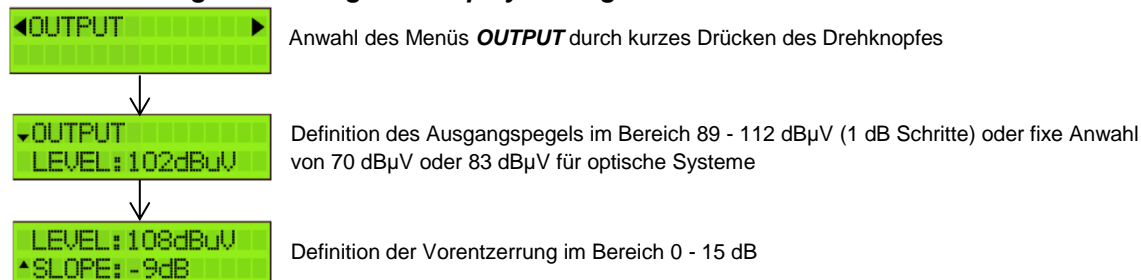 ◄OUTPUT ►
Anwahl des Menüs OUTPUT durch kurzes Drücken des Drehknopfes
OUTPUT
LEVEL:102dBuV
Definition des Ausgangspegels im Bereich 89 - 112 dBµV (1 dB Schritte) oder fixe Anwahl
von 70 dBµV oder 83 dBµV für optische Systeme
LEVEL:108dBuV
SLOPE:-9dB
Definition der Vorentzerrung im Bereich 0 - 15 dB